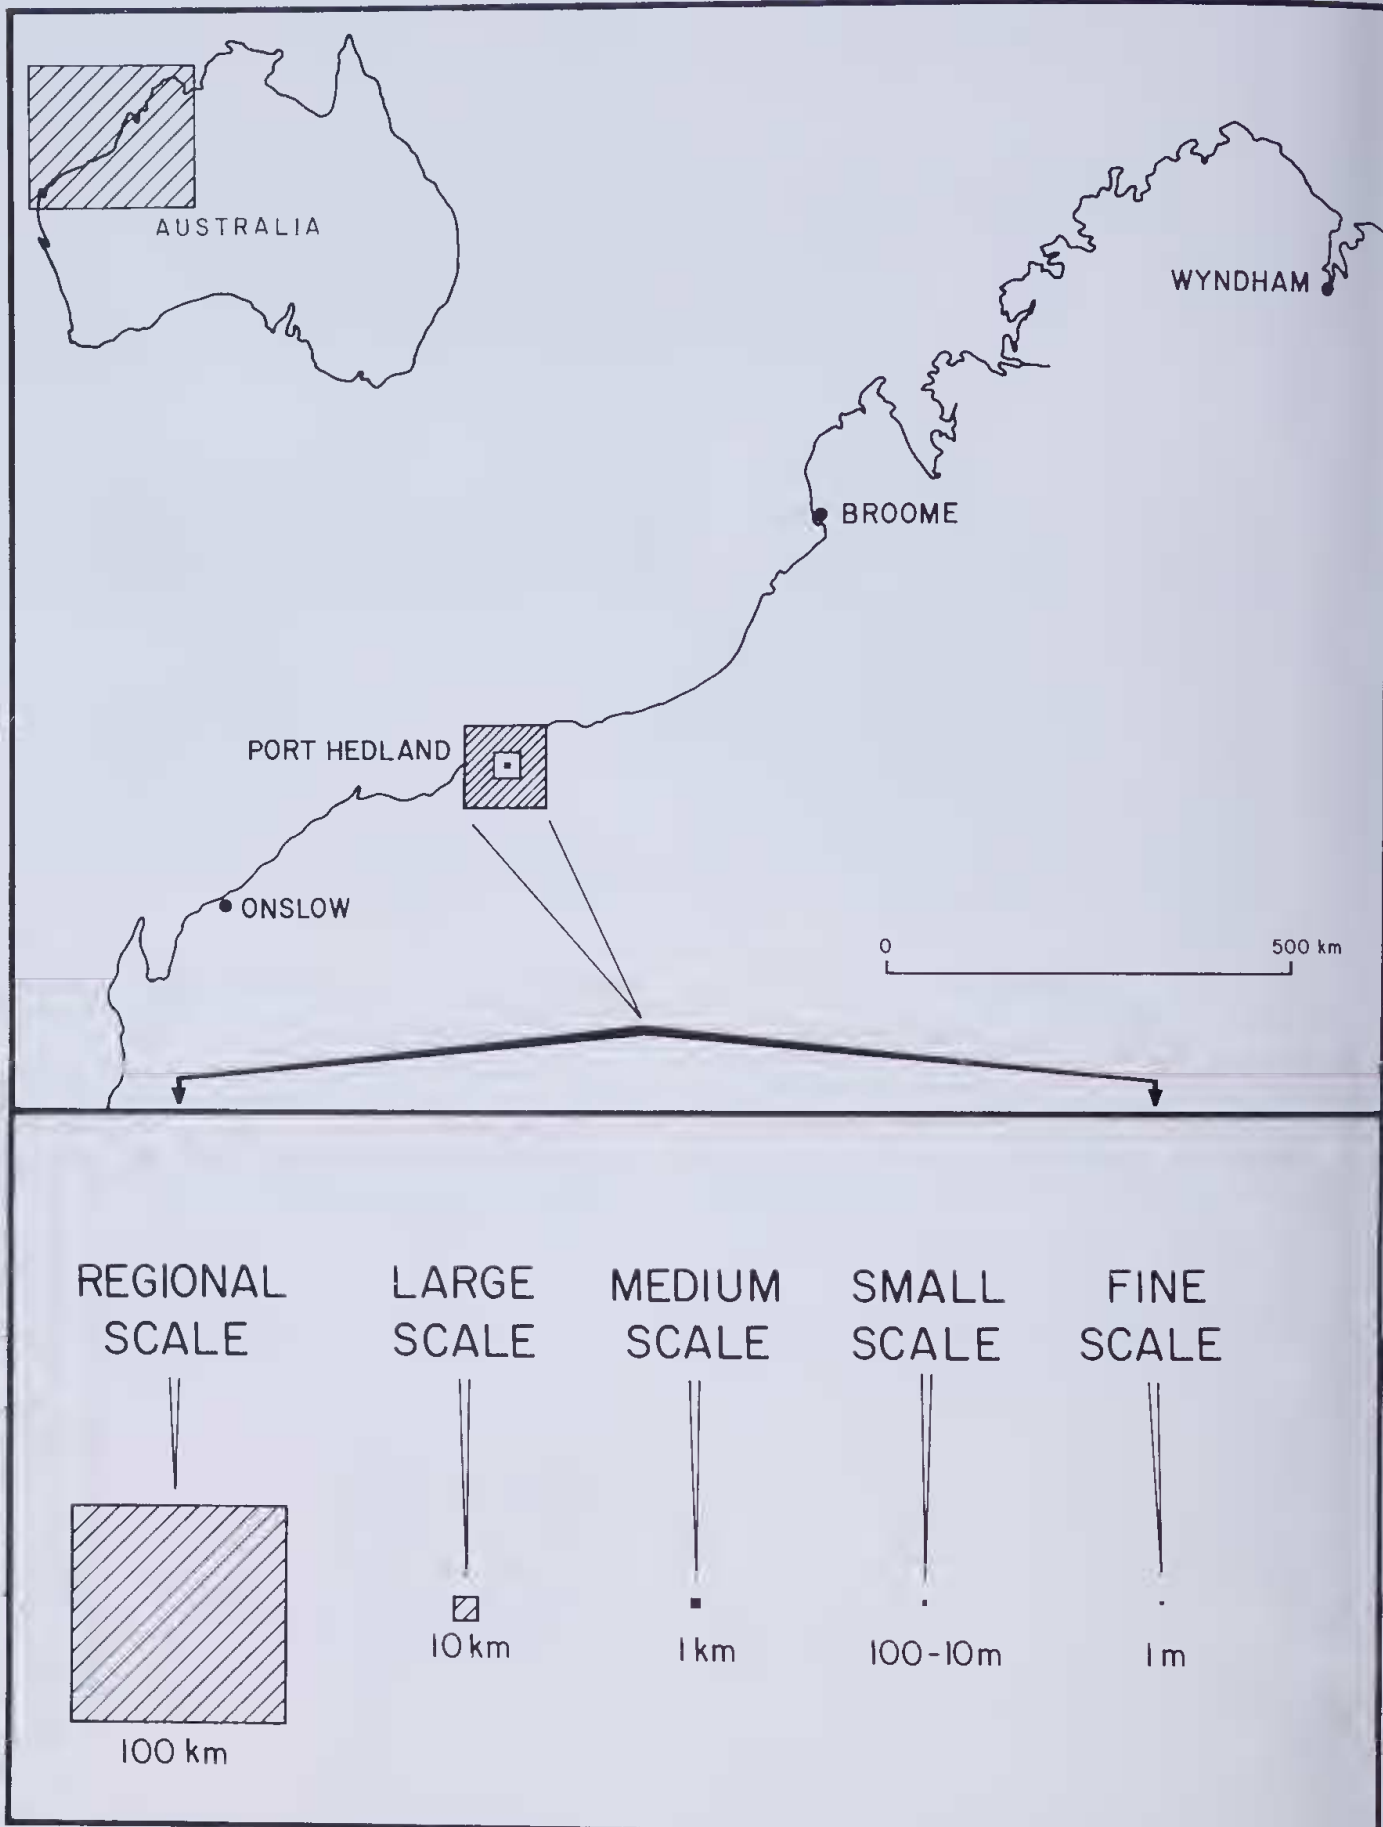 AUSTRALIA
WYNDHAM
BROOME
PORT HEDLAND
ONSLOW
0 500 km
REGIONAL SCALE
LARGE SCALE
MEDIUM SCALE
SMALL SCALE
FINE SCALE
100 km
10 km
1 km
100-10m
1 m